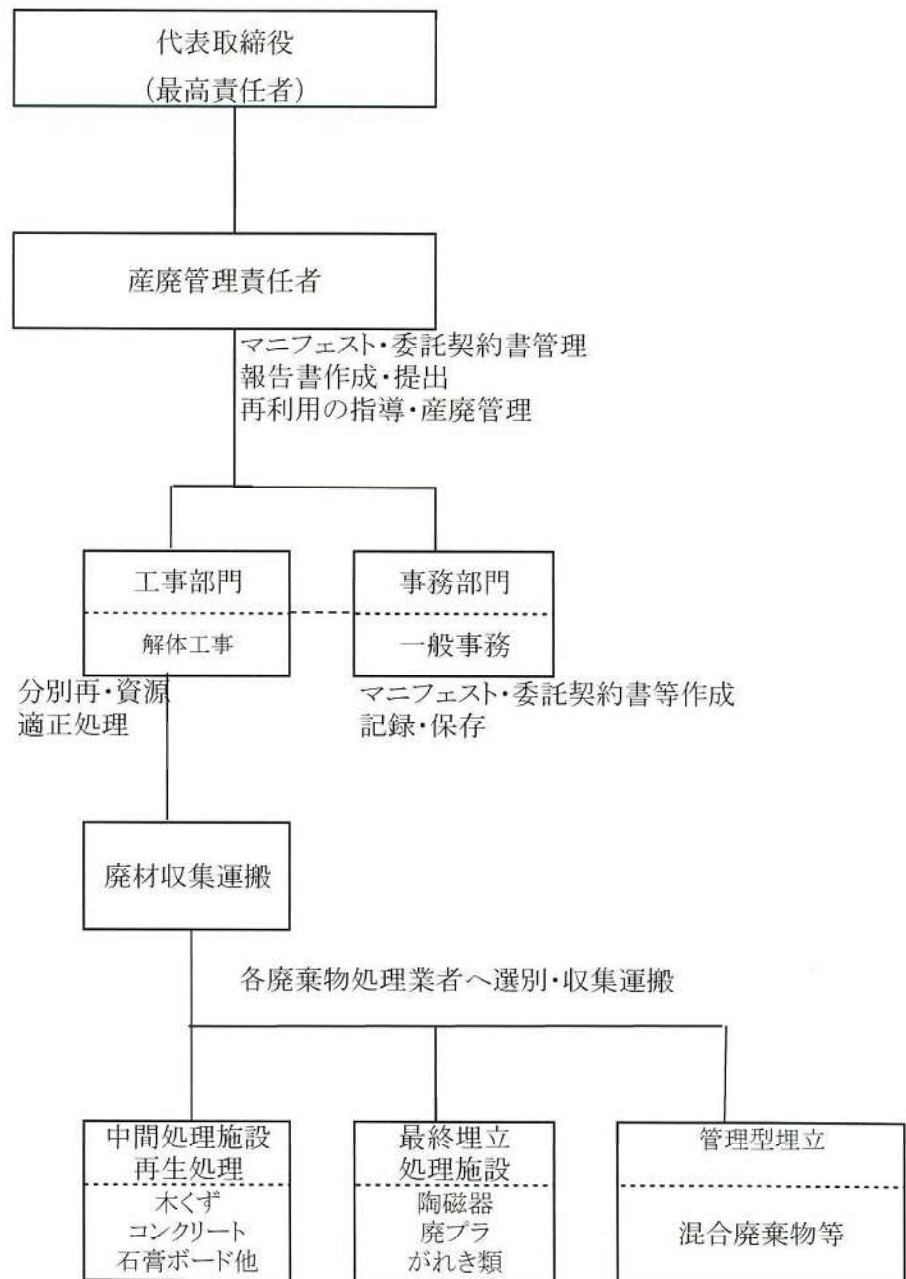 代表取締役
(最高責任者)
産廃管理責任者
マニフェスト・委託契約書管理
報告書作成・提出
再利用の指導・産廃管理
工事部門
解体工事
事務部門
一般事務
分別再・資源
適正処理
マニフェスト・委託契約書等作成
記録・保存
廃材収集運搬
各廃棄物処理業者へ選別・収集運搬
中間処理施設
再生処理
木くず
コンクリート
石膏ボード他
最終埋立
処理施設
陶磁器
廃プラ
がれき類
管理型埋立
混合廃棄物等